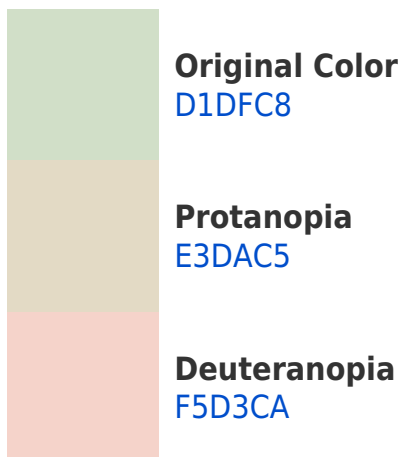 Original Color
D1DFC8
Protanopia
E3DAC5
Deuteranopia
F5D3CA